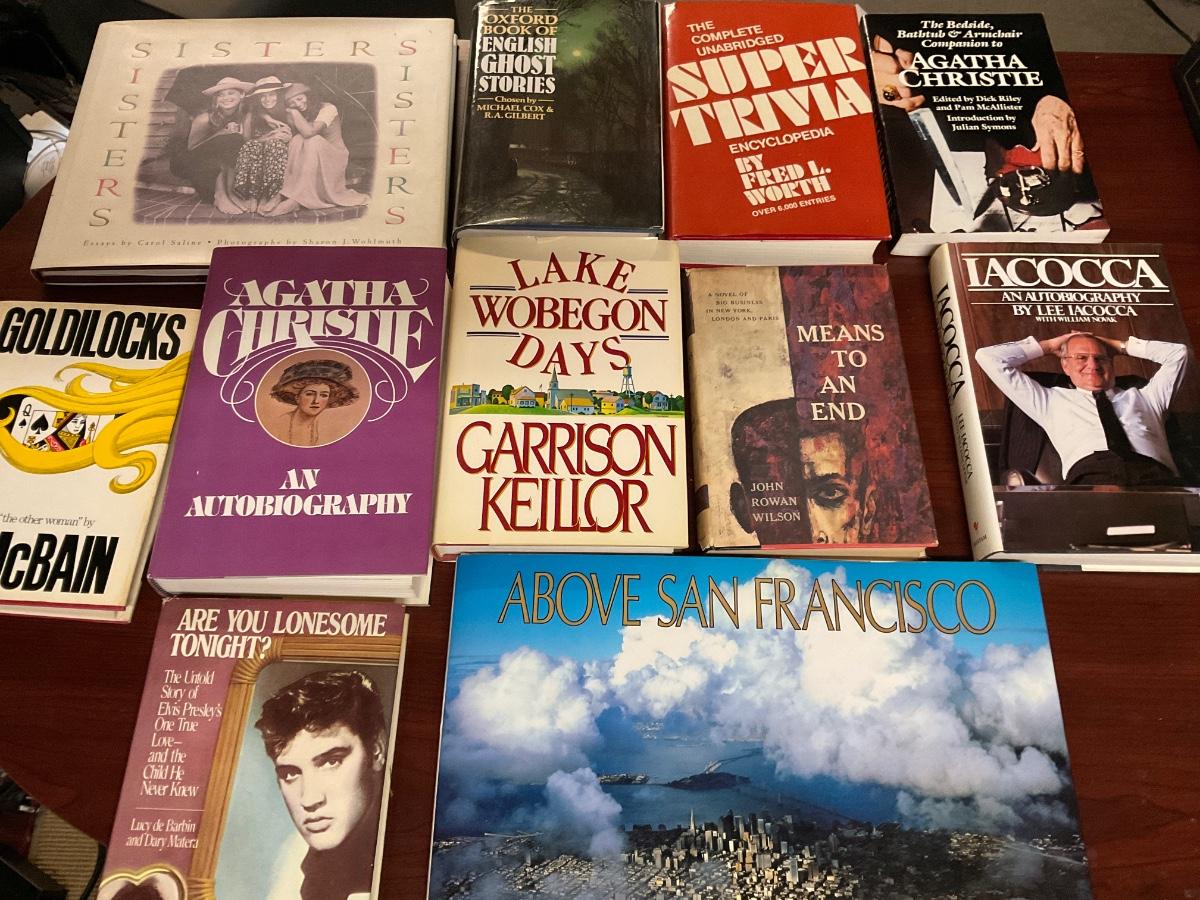 SISTERS
SISTERS
SISTERS
Essays by Carol Saline • Photographs by Sharon J. Wohlmuth
THE
OXFORD
BOOK OF
ENGLISH
GHOST
STORIES
Chosen by
MICHAEL COX &
R.A. GILBERT
THE
COMPLETE
UNABRIDGED
SUPER
TRIVIA
ENCYCLOPEDIA
BY
FRED L.
WORTH
OVER 6,000 ENTRIES
The Bedside,
Bathtub & Armchair
Companion to
AGATHA
CHRISTIE
Edited by Dick Riley
and Pam McAllister
Introduction by
Julian Symons
GOLDILOCKS
Q
"the other woman" by
McBAIN
AGATHA
CHRISTIE
AN
AUTOBIOGRAPHY
LAKE
WOBEGON
DAYS
GARRISON
KEILLOR
A NOVEL OF
BIG BUSINESS
IN NEW YORK,
LONDON AND PARIS
MEANS
TO
AN
END
JOHN
ROWAN
WILSON
IACOCCA
LEE IACOCCA
BANTAM
IACOCCA
AN AUTOBIOGRAPHY
BY LEE IACOCCA
WITH WILLIAM NOVAK
ARE YOU LONESOME
TONIGHT?
The Untold
Story of
Elvis Presley's
One True
Love—
and the
Child He
Never Knew
Lucy de Barbin
and Dary Matera
ABOVE SAN FRANCISCO